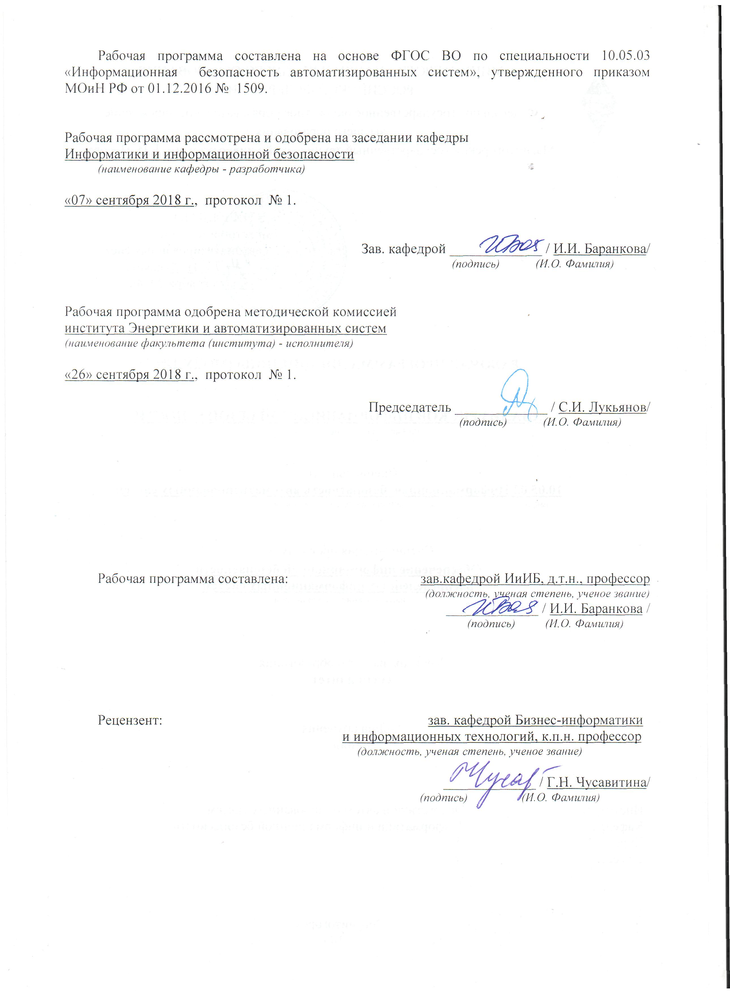 Рабочая программа составлена на основе ФГОС ВО по специальности 10.05.03
«Информационная безопасность автоматизированных систем», утвержденного приказом
МОиН РФ от 01.12.2016 № 1509.
Рабочая программа рассмотрена и одобрена на заседании кафедры
Информатики и информационной безопасности
(наименование кафедры - разработчика)
«07» сентября 2018 г., протокол № 1.
Зав. кафедрой _______________ / И.И. Баранкова/
(подпись) (И.О. Фамилия)
Рабочая программа одобрена методической комиссией
института Энергетики и автоматизированных систем
(наименование факультета (института) - исполнителя)
«26» сентября 2018 г., протокол № 1.
Председатель _______________ / С.И. Лукьянов/
(подпись) (И.О. Фамилия)
Рабочая программа составлена: зав.кафедрой ИиИБ, д.т.н., профессор
(должность, ученая степень, ученое звание)
_______________ / И.И. Баранкова /
(подпись) (И.О. Фамилия)
Рецензент: зав. кафедрой Бизнес-информатики
и информационных технологий, к.п.н. профессор
(должность, ученая степень, ученое звание)
_______________ / Г.Н. Чусавитина/
(подпись) (И.О. Фамилия)